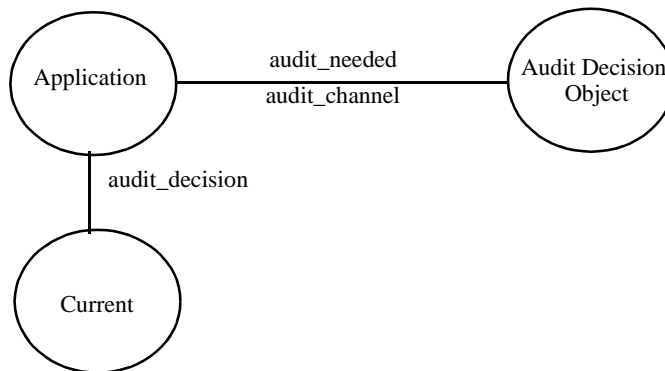 Application
audit_needed
audit_channel
Audit Decision
Object
audit_decision
Current